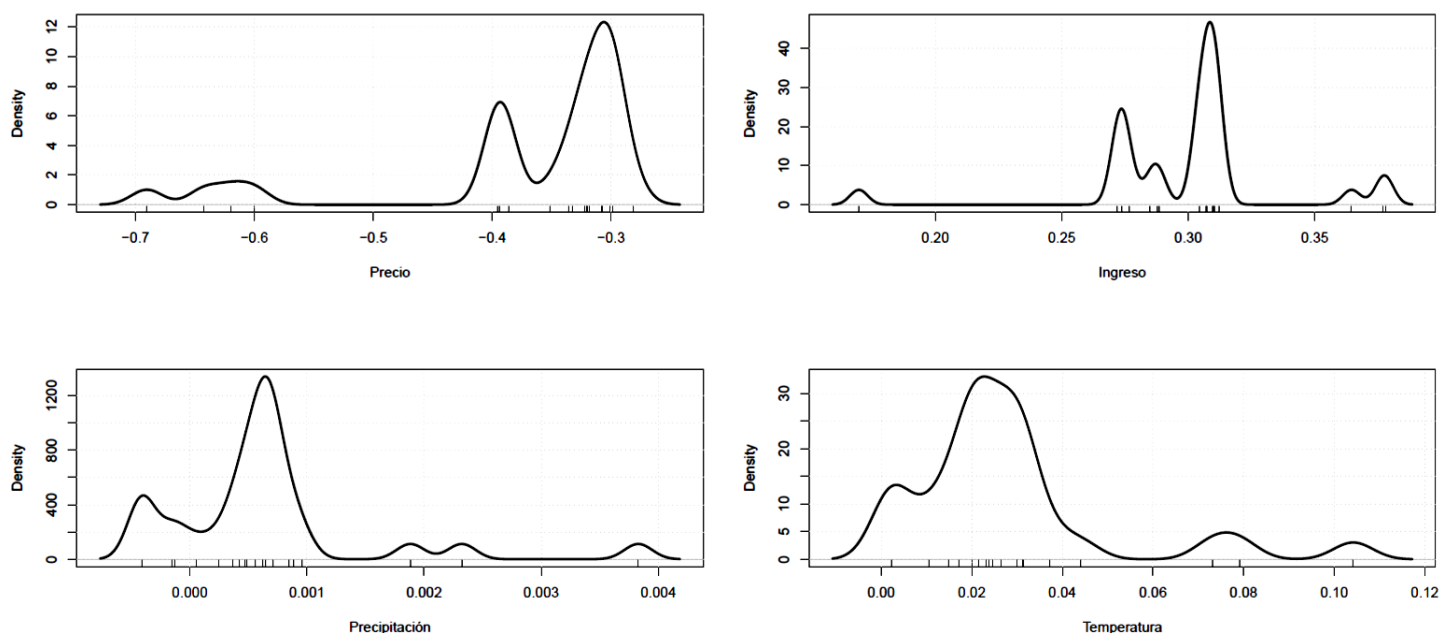 Density
0 2 4 6 8 10 12
−0.7 −0.6 −0.5 −0.4 −0.3
Precio
Density
0 10 20 30 40
0.20 0.25 0.30 0.35
Ingreso
Density
0 400 800 1200
0.000 0.001 0.002 0.003 0.004
Precipitación
Density
0 5 10 20 30
0.00 0.02 0.04 0.06 0.08 0.10 0.12
Temperatura